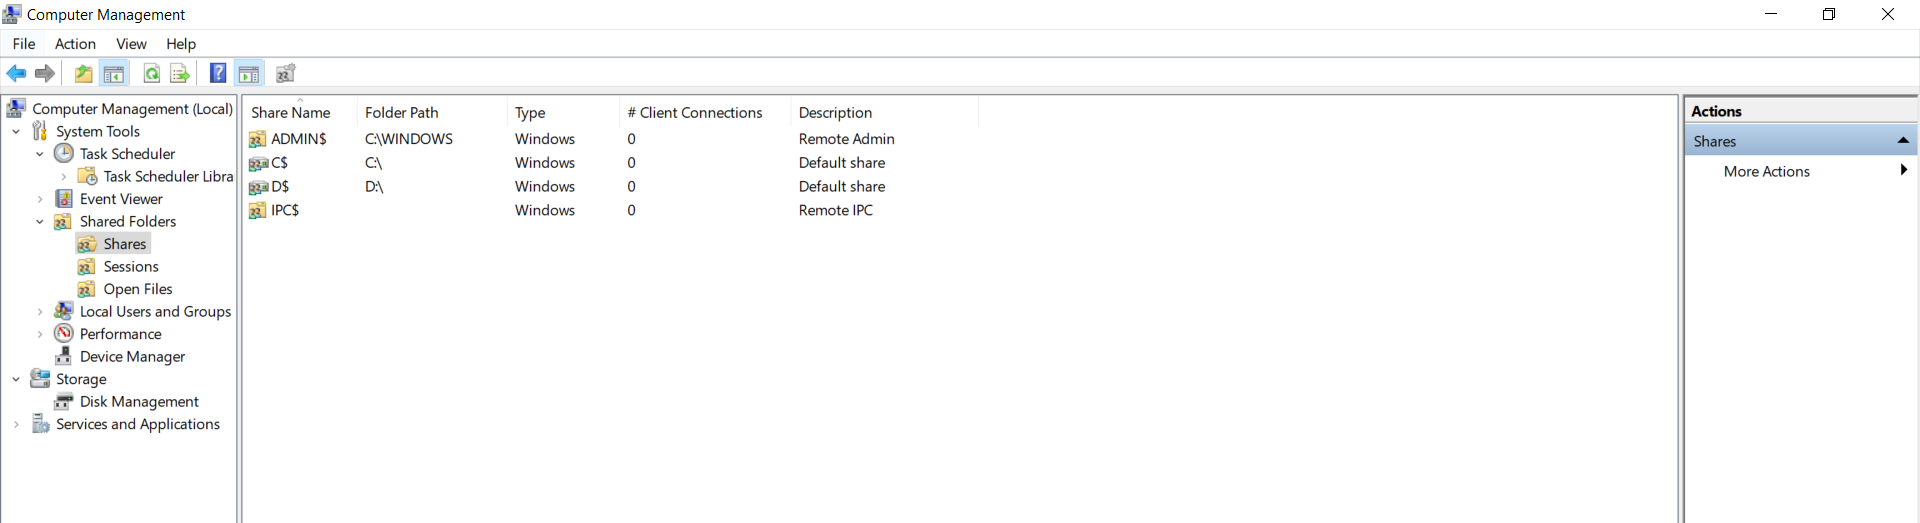 Computer Management
File Action View Help
Computer Management (Local)
System Tools
Task Scheduler
Task Scheduler Libra
Event Viewer
Shared Folders
Shares
Sessions
Open Files
Local Users and Groups
Performance
Device Manager
Storage
Disk Management
Services and Applications
Share Name Folder Path Type # Client Connections Description
ADMIN$ C:\WINDOWS Windows 0 Remote Admin
C$ C:\ Windows 0 Default share
D$ D:\ Windows 0 Default share
IPC$ Windows 0 Remote IPC
Actions
Shares
More Actions